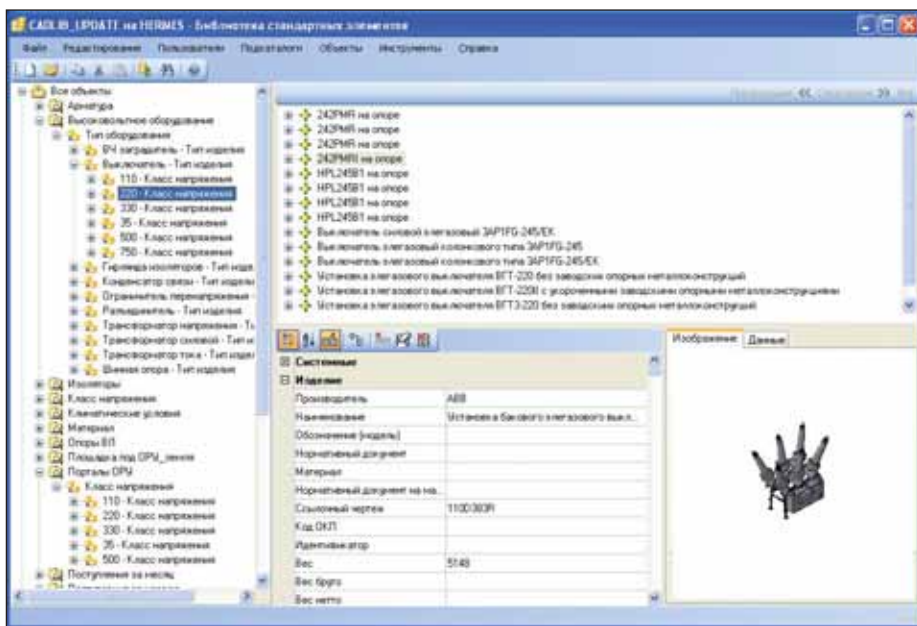 CADLIB_UPDATE на HERMES - Библиотека стандартных элементов
Файл Редактирование Пользователи Подкаталоги Объекты Инструменты Справка
Все объекты
Арматура
Высоковольтное оборудование
Тип оборудования
ВЧ заградитель - Тип изделия
Выключатель - Тип изделия
110 - Класс напряжения
220 - Класс напряжения
330 - Класс напряжения
35 - Класс напряжения
500 - Класс напряжения
750 - Класс напряжения
Гирлянда изоляторов - Тип изде
Конденсатор связи - Тип издели
Ограничитель перенапряжения -
Разъединитель - Тип изделия
Трансформатор напряжения - Ти
Трансформатор силовой - Тип и
Трансформатор тока - Тип издел
Шинная опора - Тип изделия
Изоляторы
Класс напряжения
Климатические условия
Материал
Опоры ВЛ
Площадка под ОРУ_земля
Порталы ОРУ
Класс напряжения
110 - Класс напряжения
220 - Класс напряжения
330 - Класс напряжения
35 - Класс напряжения
500 - Класс напряжения
Поступления за месяц
242PMR на опоре
242PMR на опоре
242PMR на опоре
242PMRI на опоре
HPL245B1 на опоре
HPL245B1 на опоре
HPL245B1 на опоре
HPL245B1 на опоре
Выключатель силовой элегазовый 3AP1FG-245/EK
Выключатель элегазовый колонкового типа 3AP1FG-245
Выключатель элегазовый колонкового типа 3AP1FG-245/EK
Установка элегазового выключателя ВГТ-220 без заводских опорных металлоконструкций
Установка элегазового выключателя ВГТ-220II с укороченными заводскими опорными металлоконструкциями
Установка элегазового выключателя ВГТЗ-220 без заводских опорных металлоконструкций
Системные
Изделие
Производитель ABB
Наименование Установка бакового элегазового выкл...
Обозначение (модель)
Нормативный документ
Материал
Нормативный документ на ма...
Ссылочный чертеж 110D303R
Код ОКП
Идентификатор
Вес 5148
Вес брутто
Вес нетто
Изображение Данные